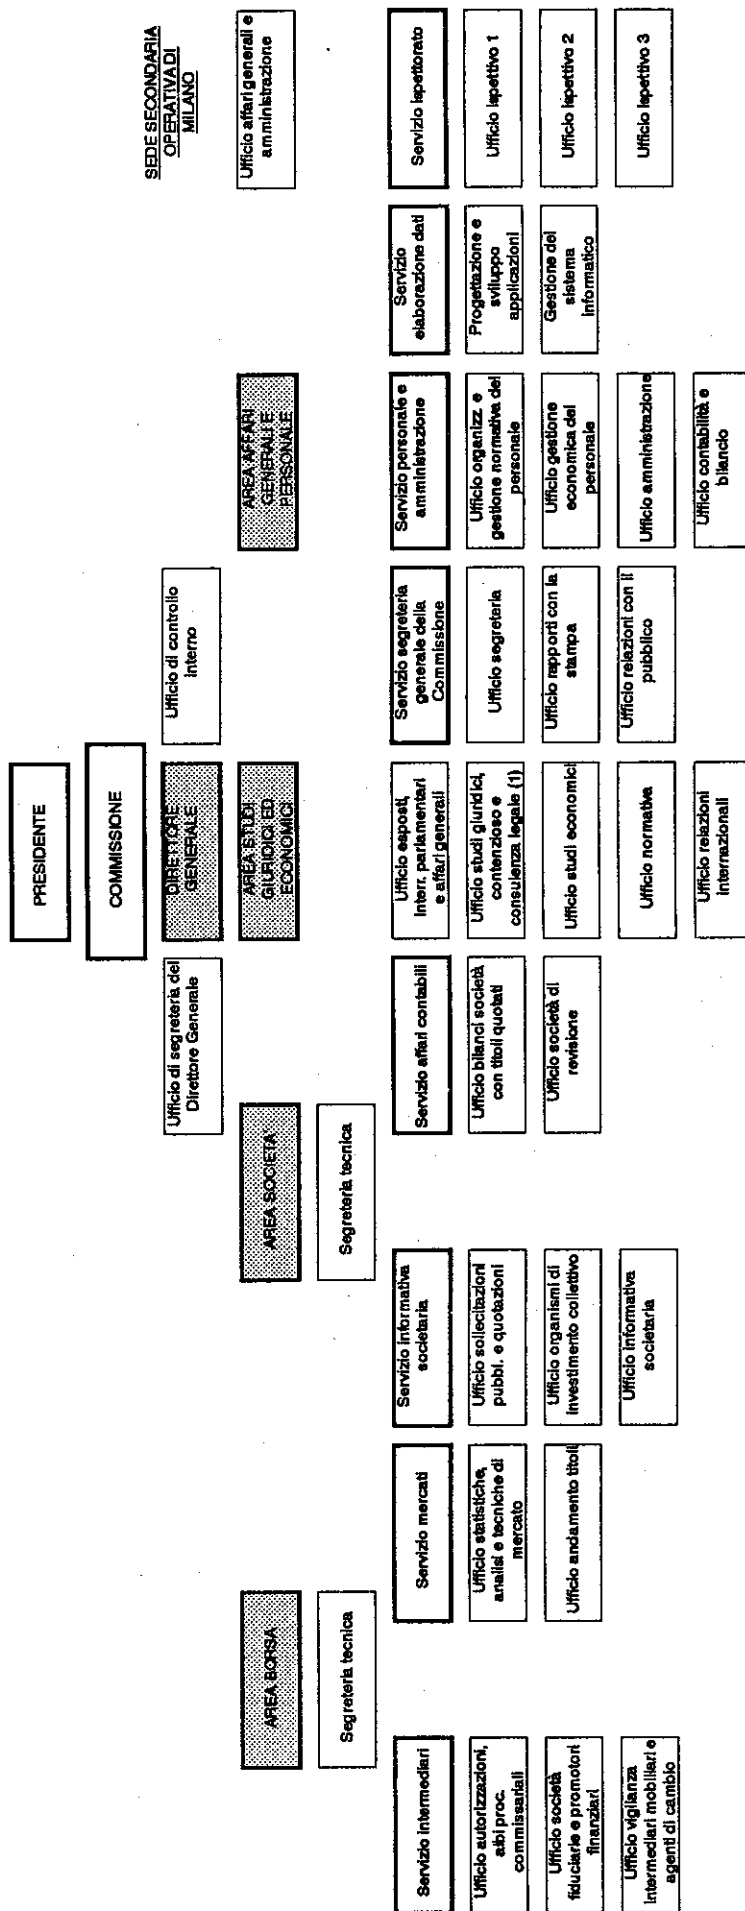 PRESIDENTE
COMMISSIONE
Ufficio di segreteria del
Direttore Generale
DIRETTORE
GENERALE
Ufficio di controllo
interno
SEDE SECONDARIA
OPERATIVA DI
MILANO
AREA BORSA
AREA SOCIETA'
AREA STUDI
GIURIDICI ED
ECONOMICI
AREA AFFARI
GENERALI E
PERSONALE
Ufficio affari generali e
amministrazione
Segreteria tecnica
Segreteria tecnica
Servizio intermediari
Ufficio autorizzazioni,
albi proc.
commissariali
Ufficio società
fiduciarie e promotori
finanziari
Ufficio vigilanza
intermediari mobiliari e
agenti di cambio
Servizio mercati
Ufficio statistiche,
analisi e tecniche di
mercato
Ufficio andamento titoli
Servizio informativa
societaria
Ufficio sollecitazioni
pubbl. e quotazioni
Ufficio organismi di
investimento collettivo
Ufficio informativa
societaria
Servizio affari contabili
Ufficio bilanci società
con titoli quotati
Ufficio società di
revisione
Ufficio esposti,
Interr. parlamentari
e affari generali
Ufficio studi giuridici,
contenzioso e
consulenza legale (1)
Ufficio studi economici
Ufficio normativa
Ufficio relazioni
internazionali
Servizio segreteria
generale della
Commissione
Ufficio segreteria
Ufficio rapporti con la
stampa
Ufficio relazioni con il
pubblico
Servizio personale e
amministrazione
Ufficio organizz. e
gestione normativa del
personale
Ufficio gestione
economica del
personale
Ufficio amministrazione
Ufficio contabilità e
bilancio
Servizio
elaborazione dati
Progettazione e
sviluppo
applicazioni
Gestione del
sistema
informatico
Servizio Ispettorato
Ufficio Ispettivo 1
Ufficio Ispettivo 2
Ufficio Ispettivo 3